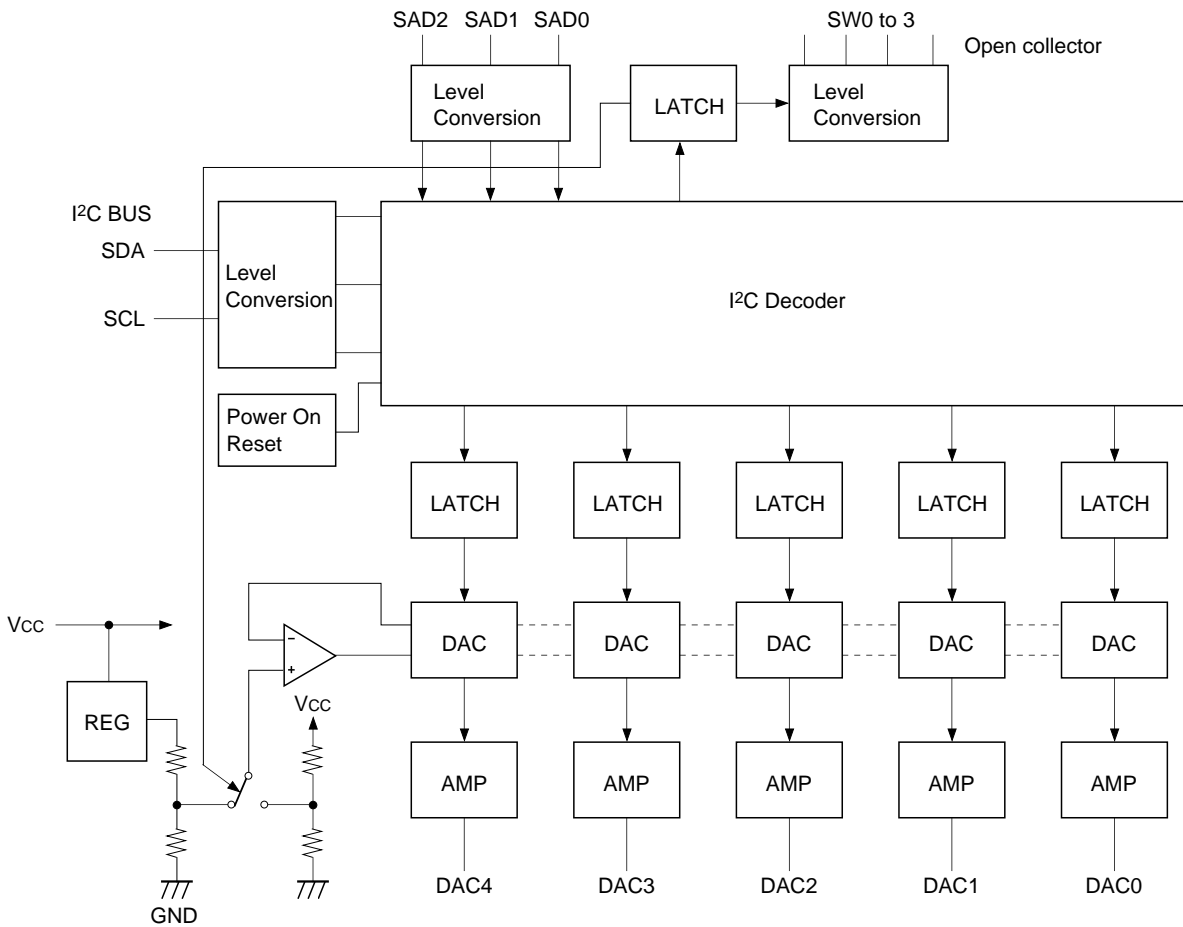 SAD2 SAD1 SAD0
SW0 to 3
Open collector
Level
Conversion
LATCH
Level
Conversion
I²C BUS
SDA
SCL
Level
Conversion
I²C Decoder
Power On
Reset
LATCH LATCH LATCH LATCH LATCH
VCC
REG
GND
−
+
VCC
DAC DAC DAC DAC DAC
AMP AMP AMP AMP AMP
DAC4 DAC3 DAC2 DAC1 DAC0